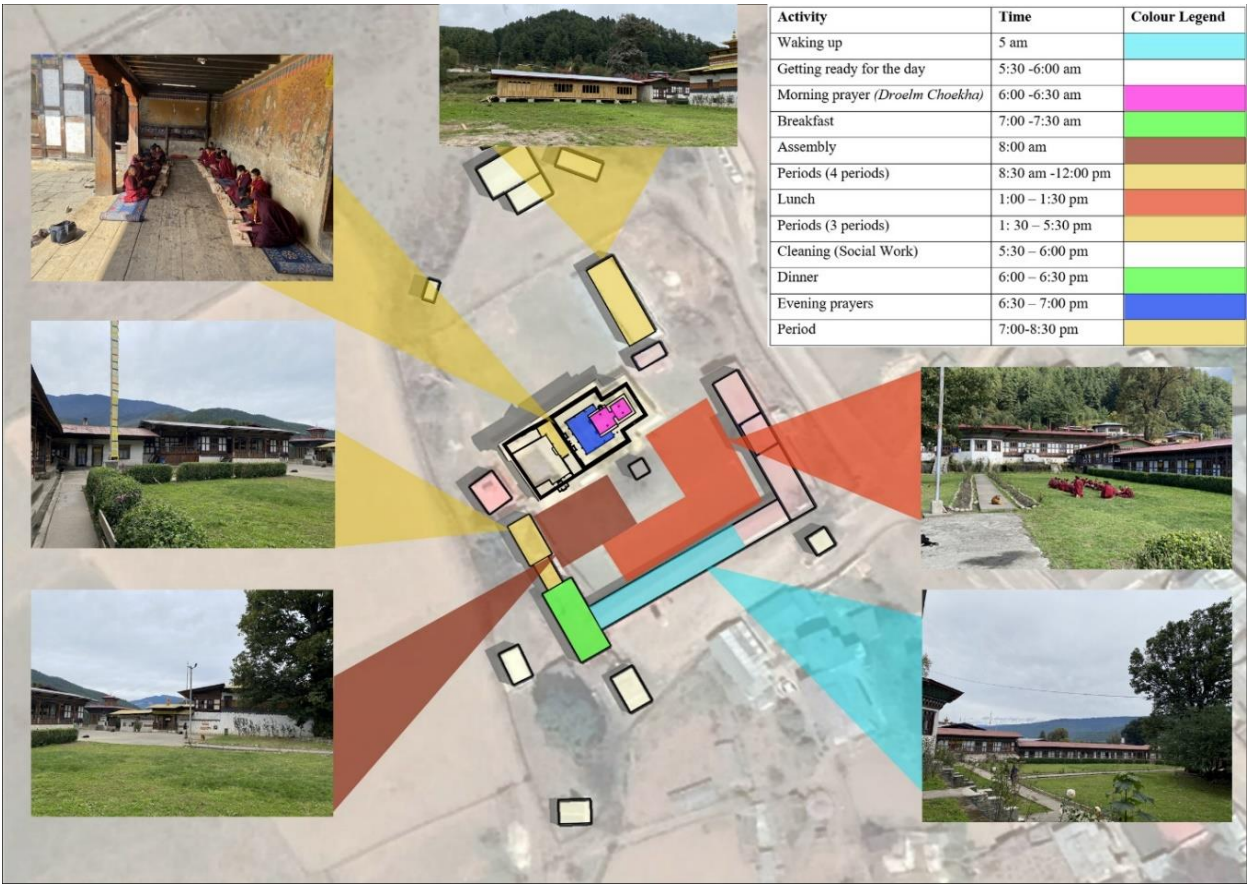 Activity Time Colour Legend
Waking up 5 am
Getting ready for the day 5:30 -6:00 am
Morning prayer (Droelm Choekha) 6:00 -6:30 am
Breakfast 7:00 -7:30 am
Assembly 8:00 am
Periods (4 periods) 8:30 am -12:00 pm
Lunch 1:00 – 1:30 pm
Periods (3 periods) 1: 30 – 5:30 pm
Cleaning (Social Work) 5:30 – 6:00 pm
Dinner 6:00 – 6:30 pm
Evening prayers 6:30 – 7:00 pm
Period 7:00-8:30 pm